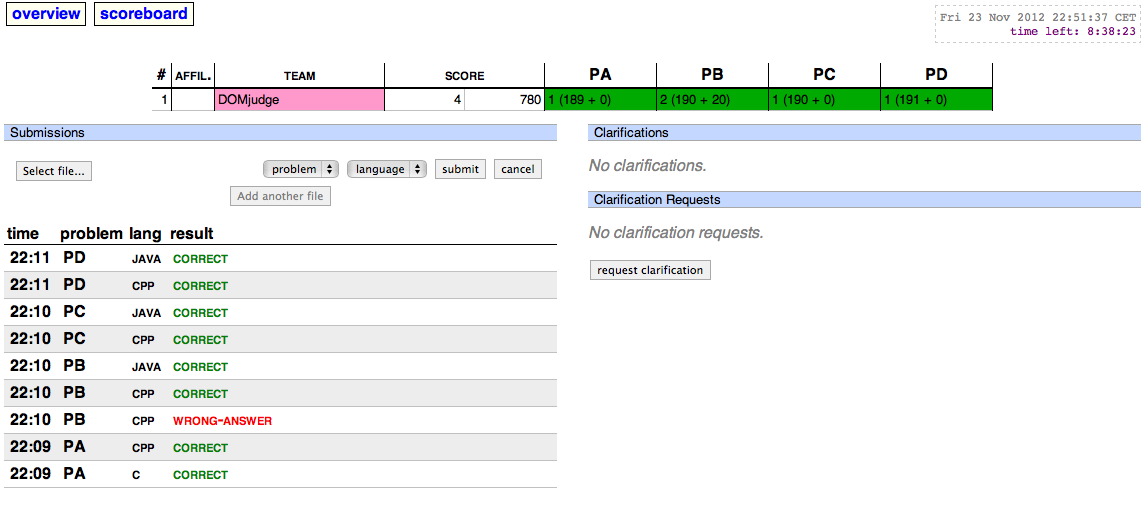 overview scoreboard
Fri 23 Nov 2012 22:51:37 CET
time left: 8:38:23
# AFFIL. TEAM SCORE PA PB PC PD
1 DOMjudge 4 780 1 (189 + 0) 2 (190 + 20) 1 (190 + 0) 1 (191 + 0)
Submissions
Select file... problem language submit cancel
Add another file
time problem lang result
22:11 PD JAVA CORRECT
22:11 PD CPP CORRECT
22:10 PC JAVA CORRECT
22:10 PC CPP CORRECT
22:10 PB JAVA CORRECT
22:10 PB CPP CORRECT
22:10 PB CPP WRONG-ANSWER
22:09 PA CPP CORRECT
22:09 PA C CORRECT
Clarifications
No clarifications.
Clarification Requests
No clarification requests.
request clarification